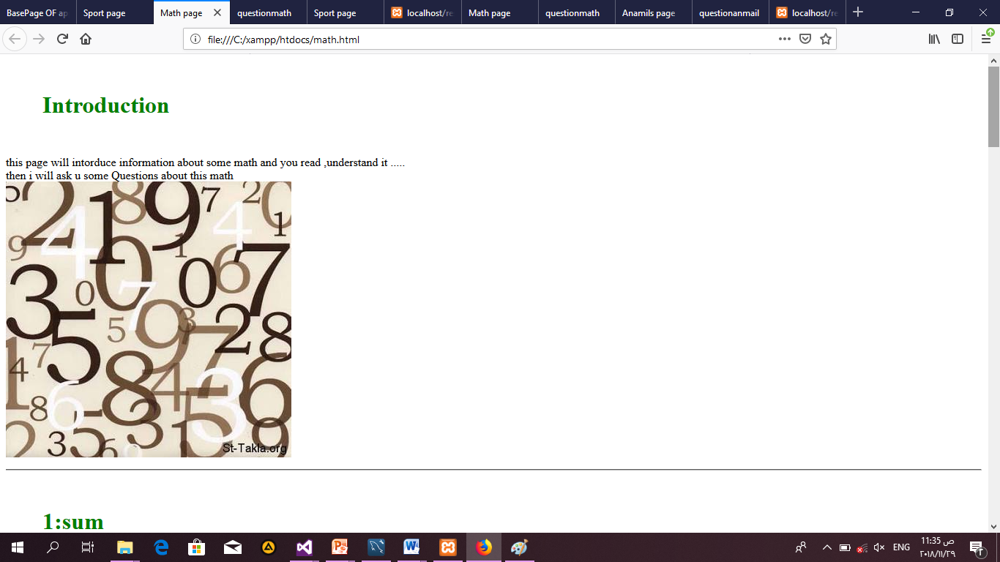 BasePage OF ap
Sport page
Math page
questionmath
Sport page
localhost/re
Math page
questionmath
Anamils page
questionanmail
localhost/re
file:///C:/xampp/htdocs/math.html
Introduction
this page will intorduce information about some math and you read ,understand it .....
then i will ask u some Questions about this math
St-Takla.org
1:sum
ENG
11:35 ص
٢٠١٨/١١/٢٩